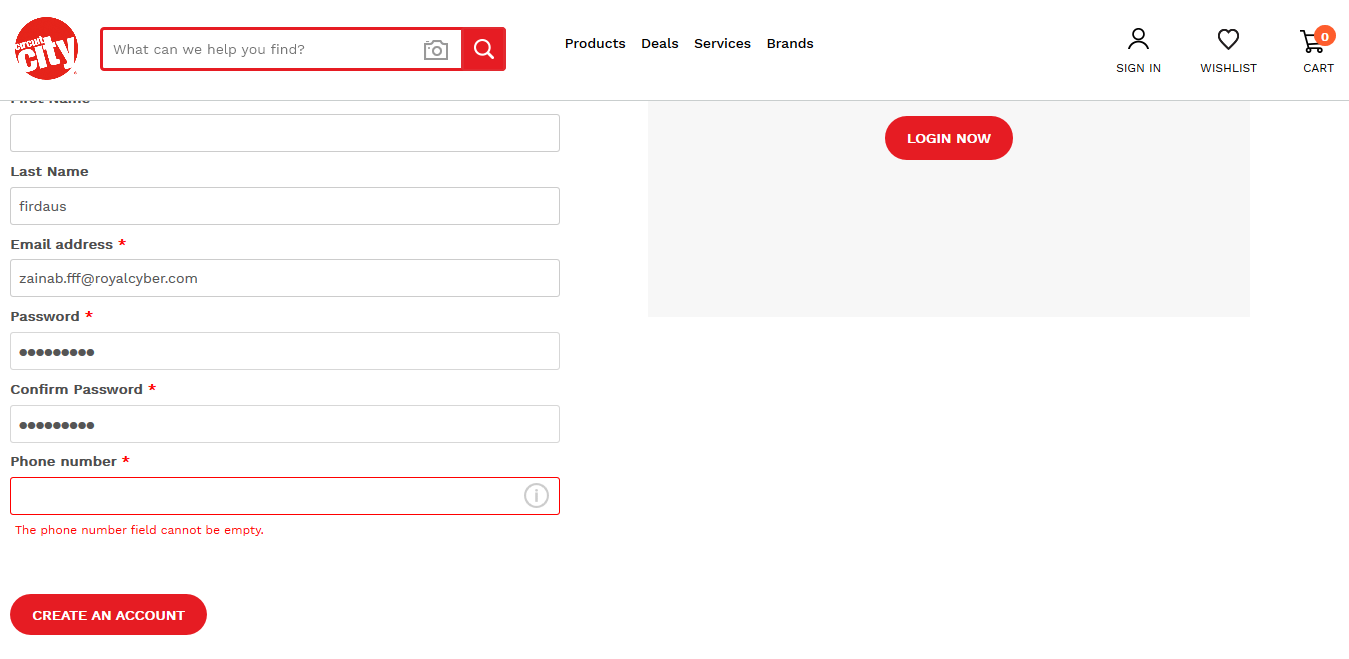 circuit
city
What can we help you find?
Products Deals Services Brands
SIGN IN
WISHLIST
0
CART
First Name
LOGIN NOW
Last Name
firdaus
Email address *
zainab.fff@royalcyber.com
Password *
●●●●●●●●●
Confirm Password *
●●●●●●●●●
Phone number *
The phone number field cannot be empty.
CREATE AN ACCOUNT